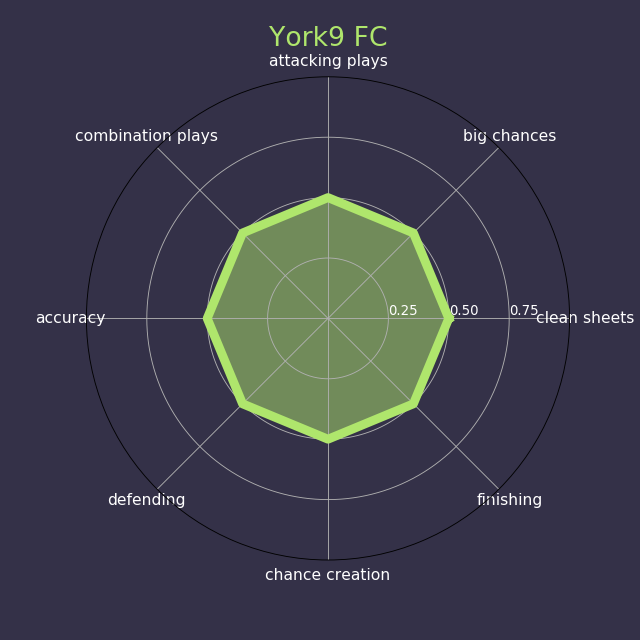 York9 FC
attacking plays
combination plays
big chances
0.25
0.50
0.75
accuracy
clean sheets
defending
finishing
chance creation